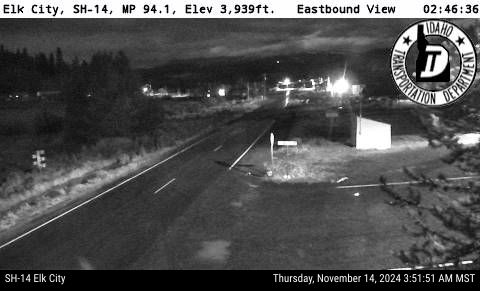 Elk City, SH-14, MP 94.1, Elev 3,939ft. Eastbound View 02:46:36
IDAHO
TRANSPORTATION DEPARTMENT
SH-14 Elk City Thursday, November 14, 2024 3:51:51 AM MST